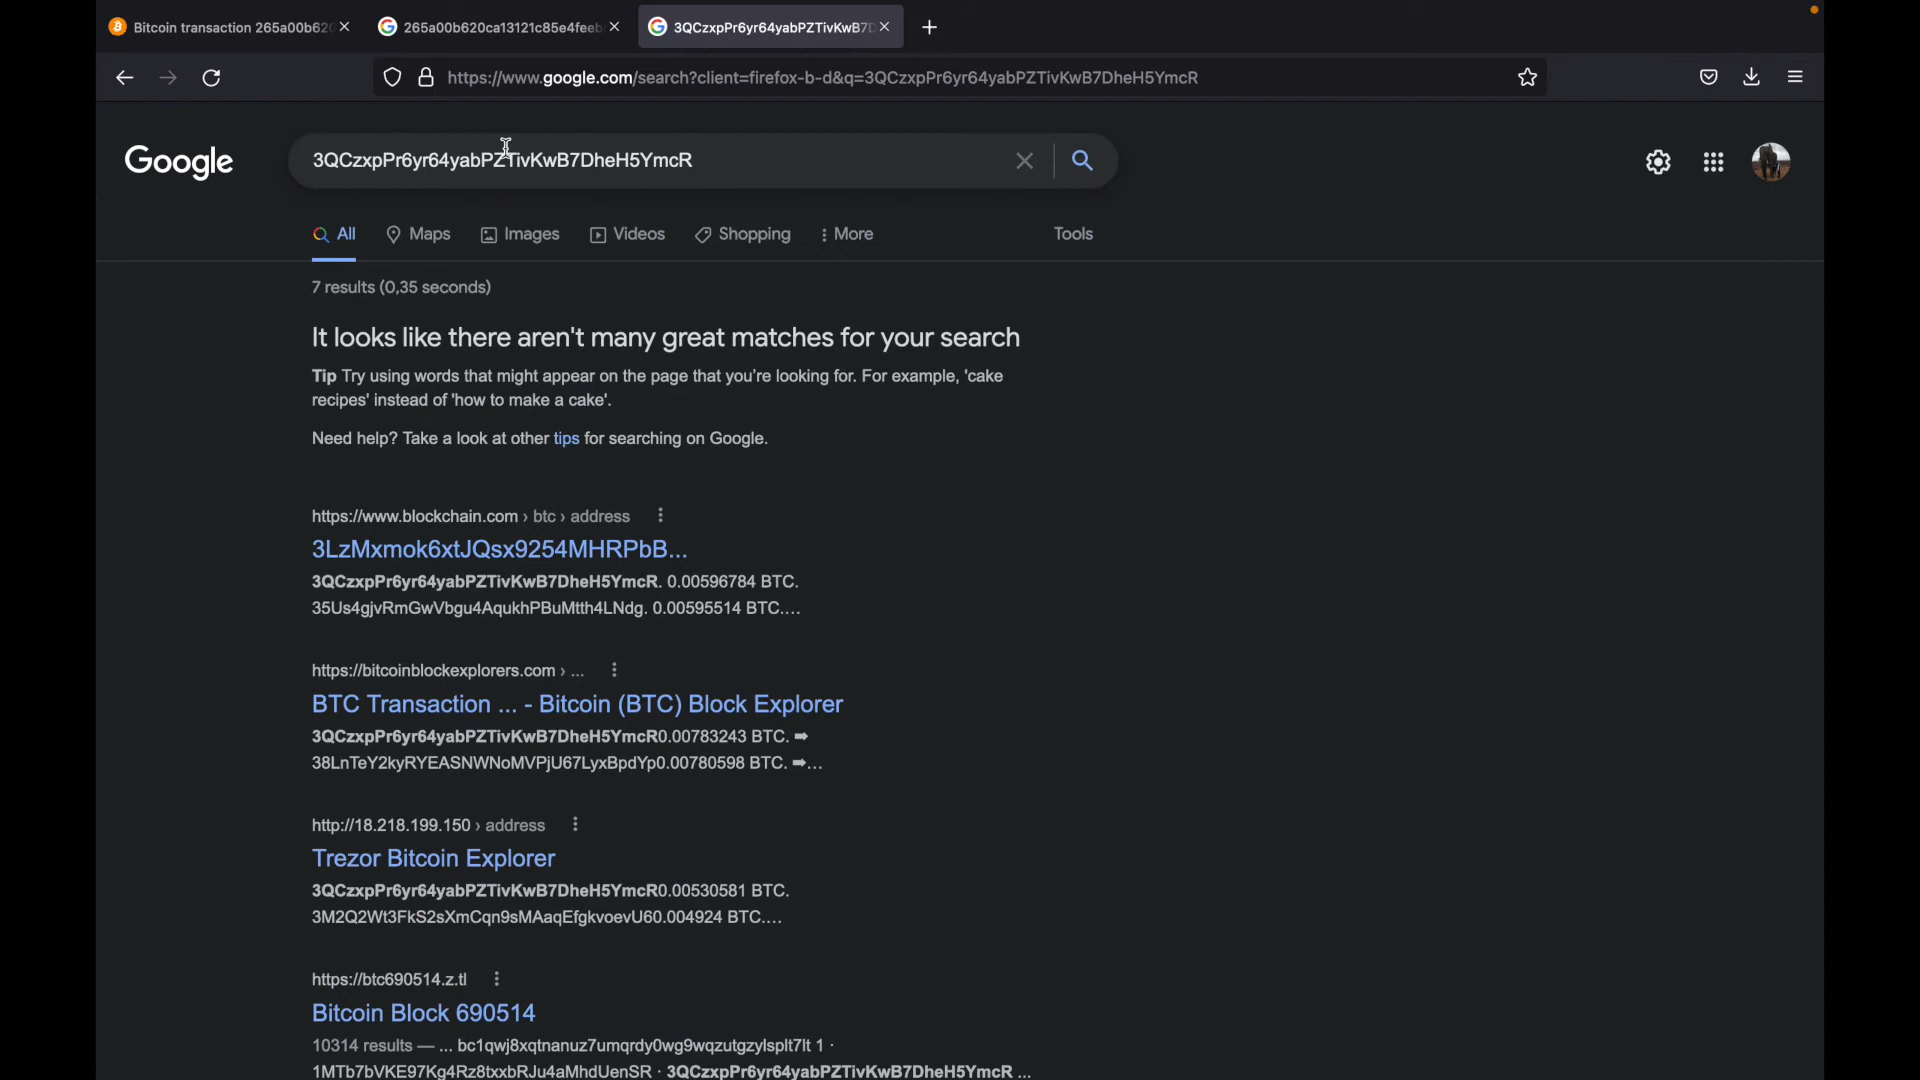 Bitcoin transaction 265a00b620
265a00b620ca13121c85e4feeb
3QCzxpPr6yr64yabPZTivKwB7D
https://www.google.com/search?client=firefox-b-d&q=3QCzxpPr6yr64yabPZTivKwB7DheH5YmcR
Google
3QCzxpPr6yr64yabPZTivKwB7DheH5YmcR
All Maps Images Videos Shopping More Tools
7 results (0,35 seconds)
It looks like there aren't many great matches for your search
Tip Try using words that might appear on the page that you're looking for. For example, 'cake
recipes' instead of 'how to make a cake'.
Need help? Take a look at other tips for searching on Google.
https://www.blockchain.com › btc › address
3LzMxmok6xtJQsx9254MHRPbB...
3QCzxpPr6yr64yabPZTivKwB7DheH5YmcR. 0.00596784 BTC.
35Us4gjvRmGwVbgu4AqukhPBuMtth4LNdg. 0.00595514 BTC....
https://bitcoinblockexplorers.com › ...
BTC Transaction ... - Bitcoin (BTC) Block Explorer
3QCzxpPr6yr64yabPZTivKwB7DheH5YmcR0.00783243 BTC. ➡
38LnTeY2kyRYEASNWNoMVPjU67LyxBpdYp0.00780598 BTC. ➡...
http://18.218.199.150 › address
Trezor Bitcoin Explorer
3QCzxpPr6yr64yabPZTivKwB7DheH5YmcR0.00530581 BTC.
3M2Q2Wt3FkS2sXmCqn9sMAaqEfgkvoevU60.004924 BTC....
https://btc690514.z.tl
Bitcoin Block 690514
10314 results — ... bc1qwj8xqtnanuz7umqrdy0wg9wqzutgzylsplt7lt 1 ·
1MTb7bVKE97Kg4Rz8txxbRJu4aMhdUenSR · 3QCzxpPr6yr64yabPZTivKwB7DheH5YmcR ...